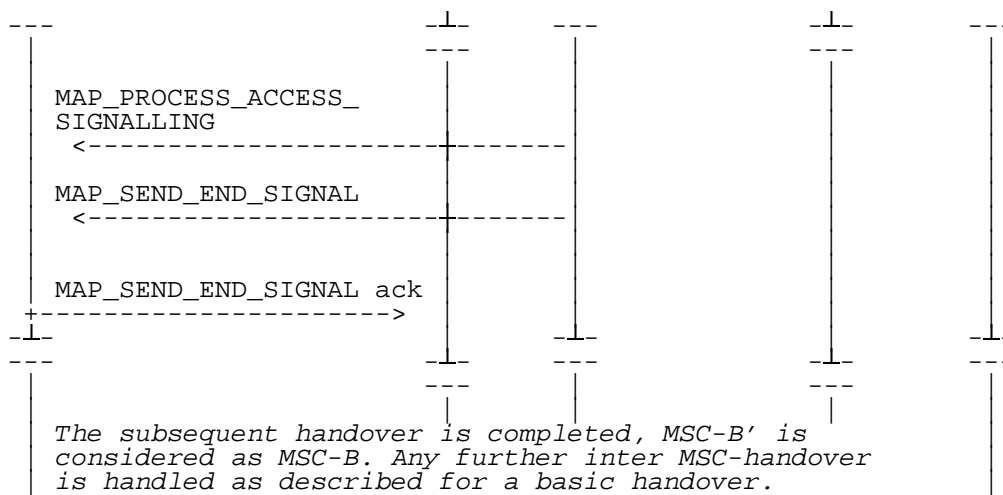 MAP_PROCESS_ACCESS_
SIGNALLING
MAP_SEND_END_SIGNAL
MAP_SEND_END_SIGNAL ack
The subsequent handover is completed, MSC-B' is
considered as MSC-B. Any further inter MSC-handover
is handled as described for a basic handover.